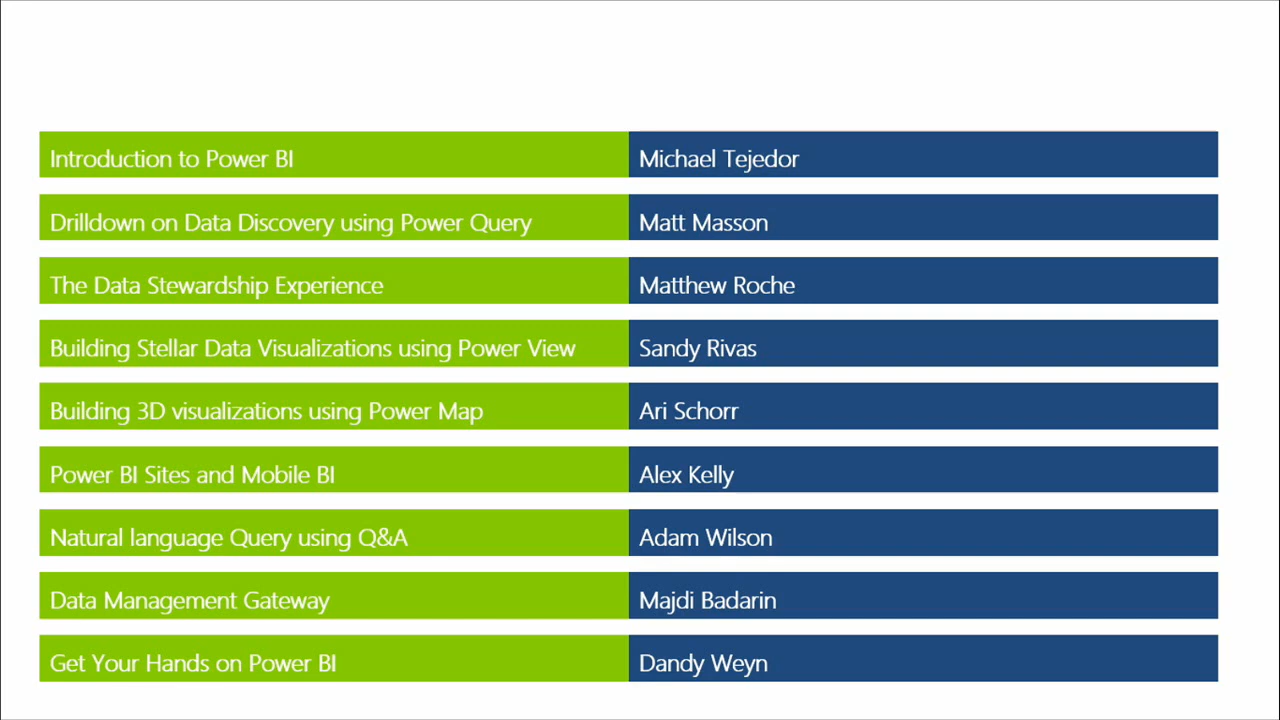 Introduction to Power BI Michael Tejedor
Drilldown on Data Discovery using Power Query Matt Masson
The Data Stewardship Experience Matthew Roche
Building Stellar Data Visualizations using Power View Sandy Rivas
Building 3D visualizations using Power Map Ari Schorr
Power BI Sites and Mobile BI Alex Kelly
Natural language Query using Q&A Adam Wilson
Data Management Gateway Majdi Badarin
Get Your Hands on Power BI Dandy Weyn